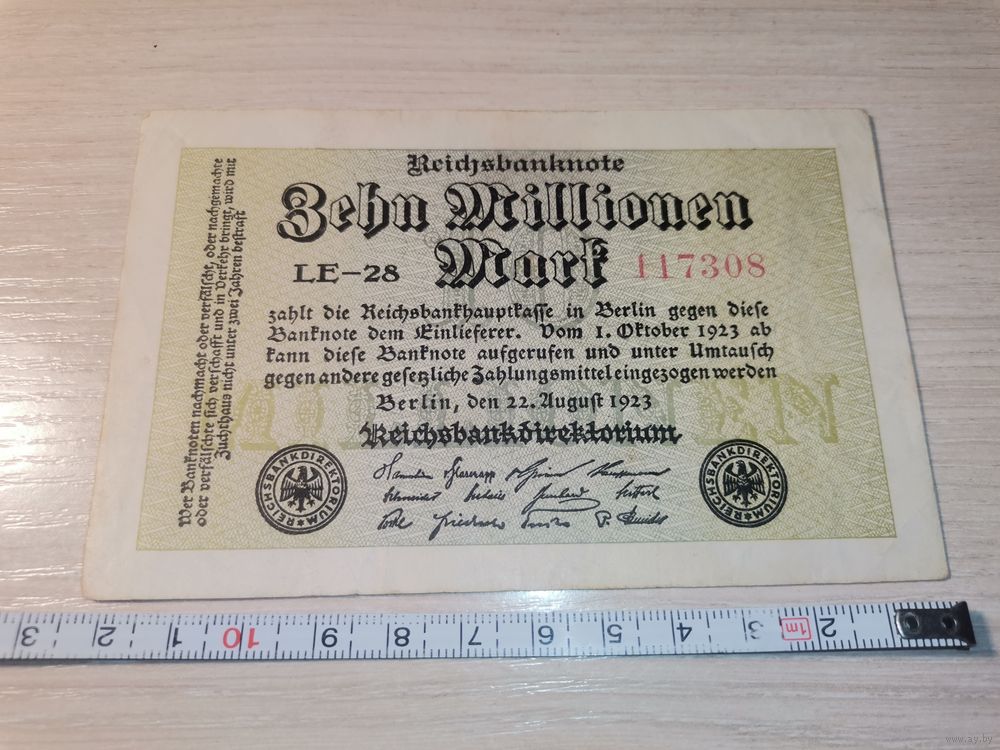 Reichsbanknote
Zehn Millionen
Mark
LE-28
117308
zahlt die Reichsbankhauptkasse in Berlin gegen diese
Banknote dem Einlieferer. Vom 1. Oktober 1923 ab
kann diese Banknote aufgerufen und unter Umtausch
gegen andere gesetzliche Zahlungsmittel eingezogen werden
Berlin, den 22. August 1923
Reichsbankdirektorium
Wer Banknoten nachmacht oder verfälscht, oder nachgemachte
oder verfälschte sich verschafft und in Verkehr bringt, wird mit
Zuchthaus nicht unter zwei Jahren bestraft
REICHSBANKDIREKTORIUM
REICHSBANKDIREKTORIUM
3 2 1 10 9 8 7 6 5 4 3 1m 2
www.ay.by